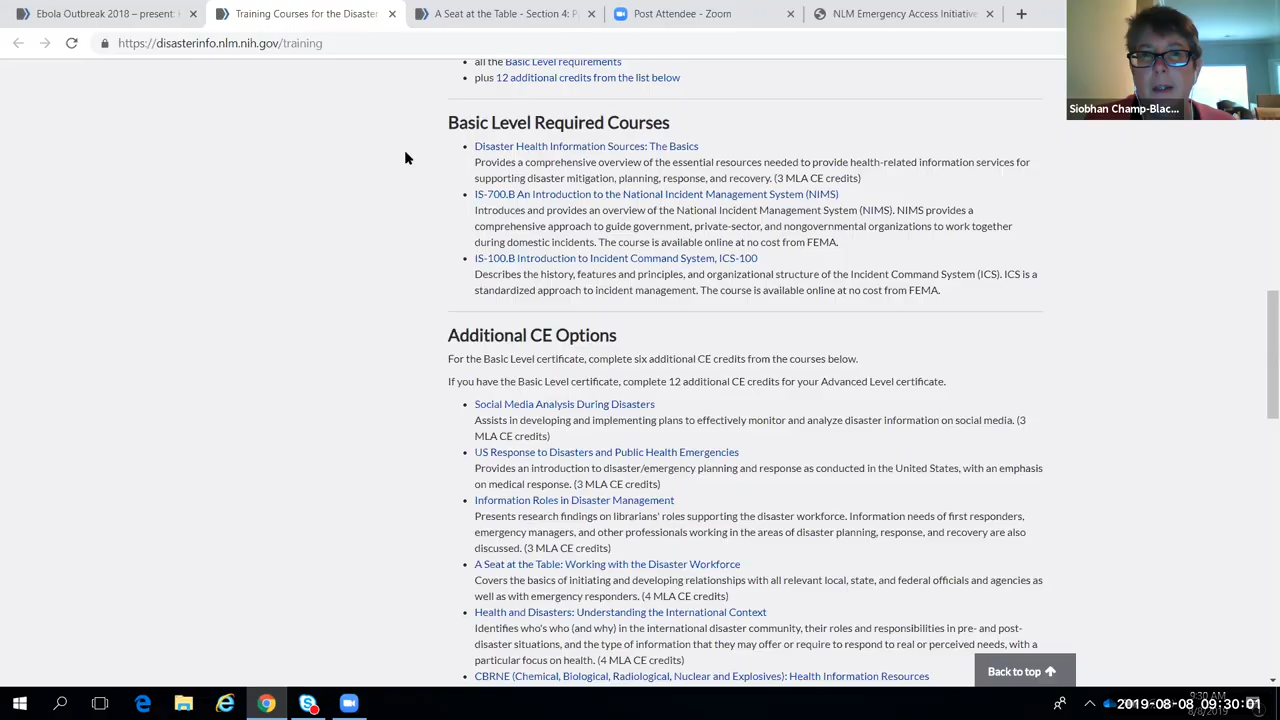 Ebola Outbreak 2018 – present:
Training Courses for the Disaster
A Seat at the Table - Section 4: P
Post Attendee - Zoom
NLM Emergency Access Initiative
https://disasterinfo.nlm.nih.gov/training
Siobhan Champ-Blac...
all the Basic Level requirements
plus 12 additional credits from the list below
Basic Level Required Courses
Disaster Health Information Sources: The Basics
Provides a comprehensive overview of the essential resources needed to provide health-related information services for
supporting disaster mitigation, planning, response, and recovery. (3 MLA CE credits)
IS-700.B An Introduction to the National Incident Management System (NIMS)
Introduces and provides an overview of the National Incident Management System (NIMS). NIMS provides a
comprehensive approach to guide government, private-sector, and nongovernmental organizations to work together
during domestic incidents. The course is available online at no cost from FEMA.
IS-100.B Introduction to Incident Command System, ICS-100
Describes the history, features and principles, and organizational structure of the Incident Command System (ICS). ICS is a
standardized approach to incident management. The course is available online at no cost from FEMA.
Additional CE Options
For the Basic Level certificate, complete six additional CE credits from the courses below.
If you have the Basic Level certificate, complete 12 additional CE credits for your Advanced Level certificate.
Social Media Analysis During Disasters
Assists in developing and implementing plans to effectively monitor and analyze disaster information on social media. (3
MLA CE credits)
US Response to Disasters and Public Health Emergencies
Provides an introduction to disaster/emergency planning and response as conducted in the United States, with an emphasis
on medical response. (3 MLA CE credits)
Information Roles in Disaster Management
Presents research findings on librarians' roles supporting the disaster workforce. Information needs of first responders,
emergency managers, and other professionals working in the areas of disaster planning, response, and recovery are also
discussed. (3 MLA CE credits)
A Seat at the Table: Working with the Disaster Workforce
Covers the basics of initiating and developing relationships with all relevant local, state, and federal officials and agencies as
well as with emergency responders. (4 MLA CE credits)
Health and Disasters: Understanding the International Context
Identifies who's who (and why) in the international disaster community, their roles and responsibilities in pre- and post-
disaster situations, and the type of information that they may offer or require to respond to real or perceived needs, with a
particular focus on health. (4 MLA CE credits)
Back to top
CBRNE (Chemical, Biological, Radiological, Nuclear and Explosives): Health Information Resources
9:30 AM
2019-08-08 09:30:01
8/8/2019